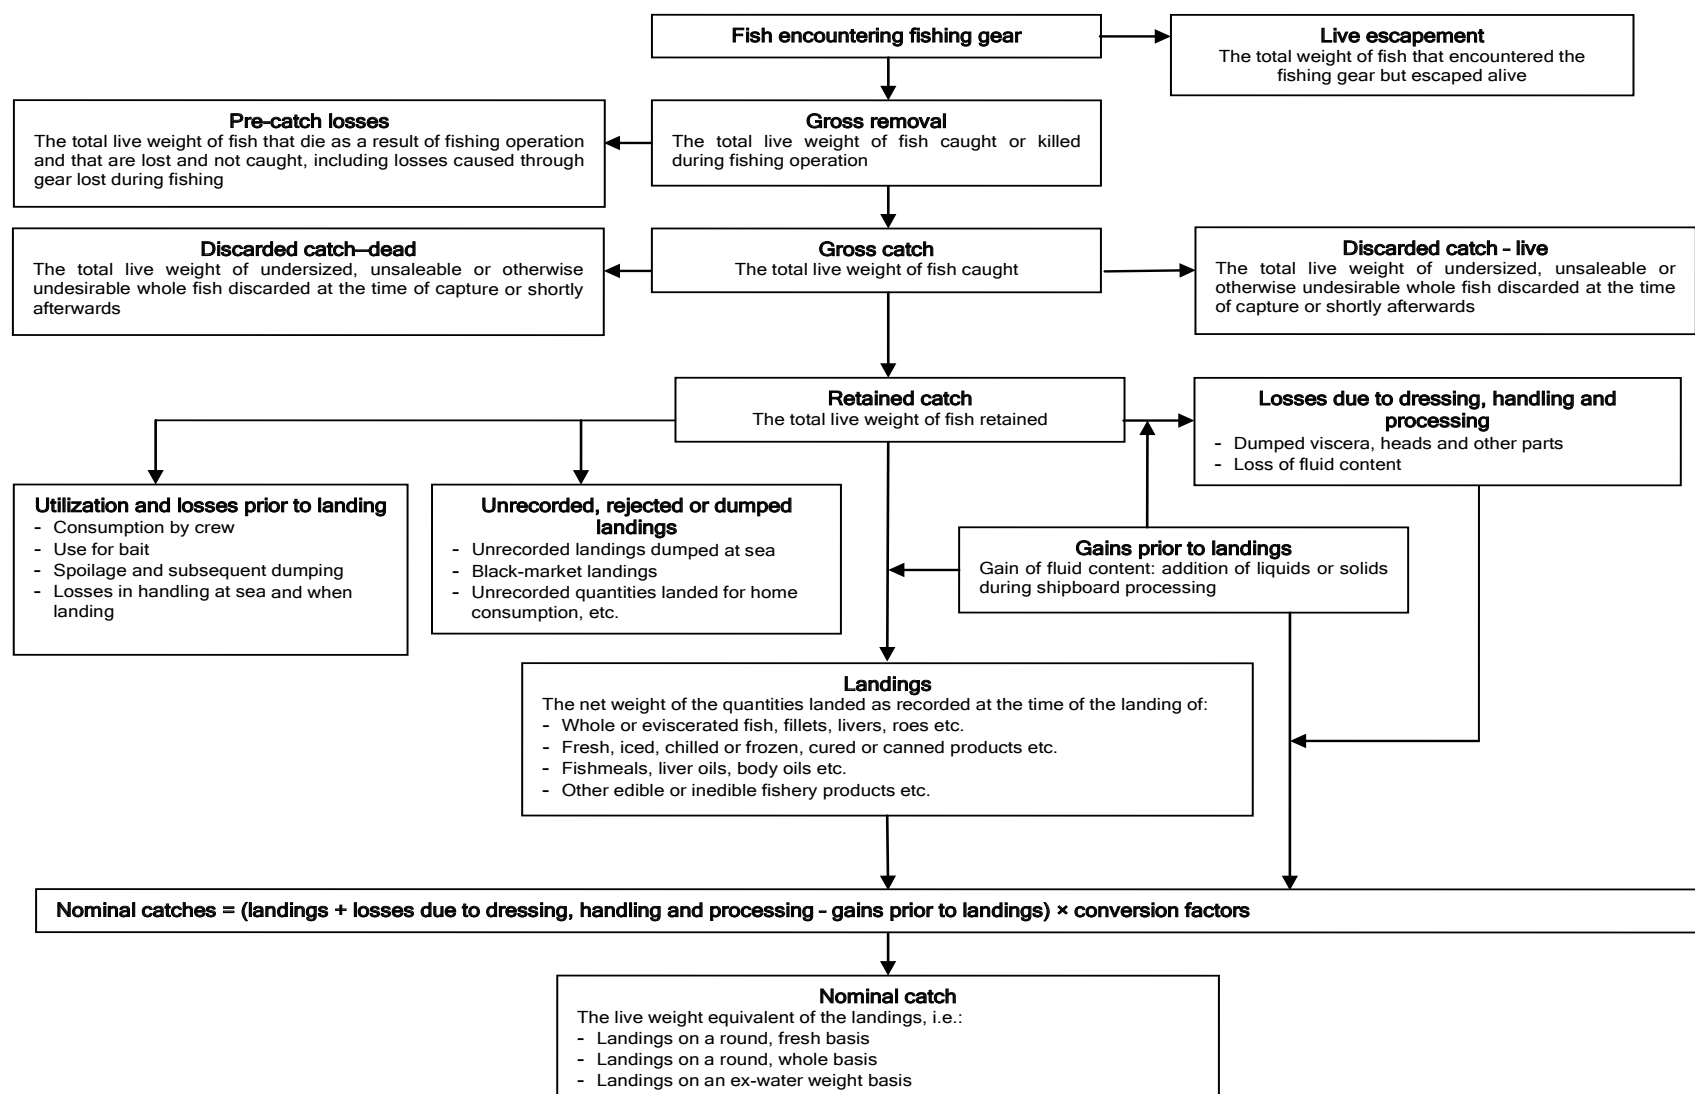 Fish encountering fishing gear
Live escapement
The total weight of fish that encountered the
fishing gear but escaped alive
Pre-catch losses
The total live weight of fish that die as a result of fishing operation
and that are lost and not caught, including losses caused through
gear lost during fishing
Gross removal
The total live weight of fish caught or killed
during fishing operation
Discarded catch–dead
The total live weight of undersized, unsaleable or otherwise
undesirable whole fish discarded at the time of capture or shortly
afterwards
Gross catch
The total live weight of fish caught
Discarded catch - live
The total live weight of undersized, unsaleable or
otherwise undesirable whole fish discarded at the time
of capture or shortly afterwards
Retained catch
The total live weight of fish retained
Losses due to dressing, handling and
processing
- Dumped viscera, heads and other parts
- Loss of fluid content
Utilization and losses prior to landing
- Consumption by crew
- Use for bait
- Spoilage and subsequent dumping
- Losses in handling at sea and when
landing
Unrecorded, rejected or dumped
landings
- Unrecorded landings dumped at sea
- Black-market landings
- Unrecorded quantities landed for home
consumption, etc.
Gains prior to landings
Gain of fluid content: addition of liquids or solids
during shipboard processing
Landings
The net weight of the quantities landed as recorded at the time of the landing of:
- Whole or eviscerated fish, fillets, livers, roes etc.
- Fresh, iced, chilled or frozen, cured or canned products etc.
- Fishmeals, liver oils, body oils etc.
- Other edible or inedible fishery products etc.
Nominal catches = (landings + losses due to dressing, handling and processing - gains prior to landings) × conversion factors
Nominal catch
The live weight equivalent of the landings, i.e.:
- Landings on a round, fresh basis
- Landings on a round, whole basis
- Landings on an ex-water weight basis